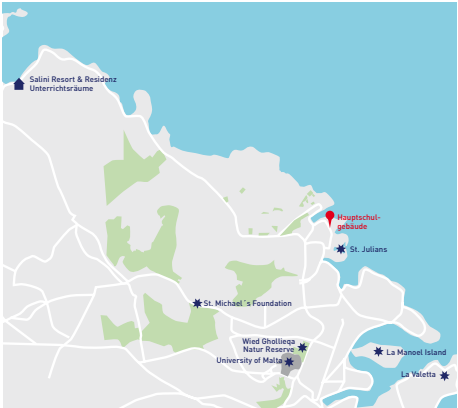 Salini Resort & Residenz
Unterrichtsräume
Hauptschul-
gebäude
St. Julians
St. Michael´s Foundation
Wied Għollieqa
Natur Reserve
University of Malta
La Manoel Island
La Valetta